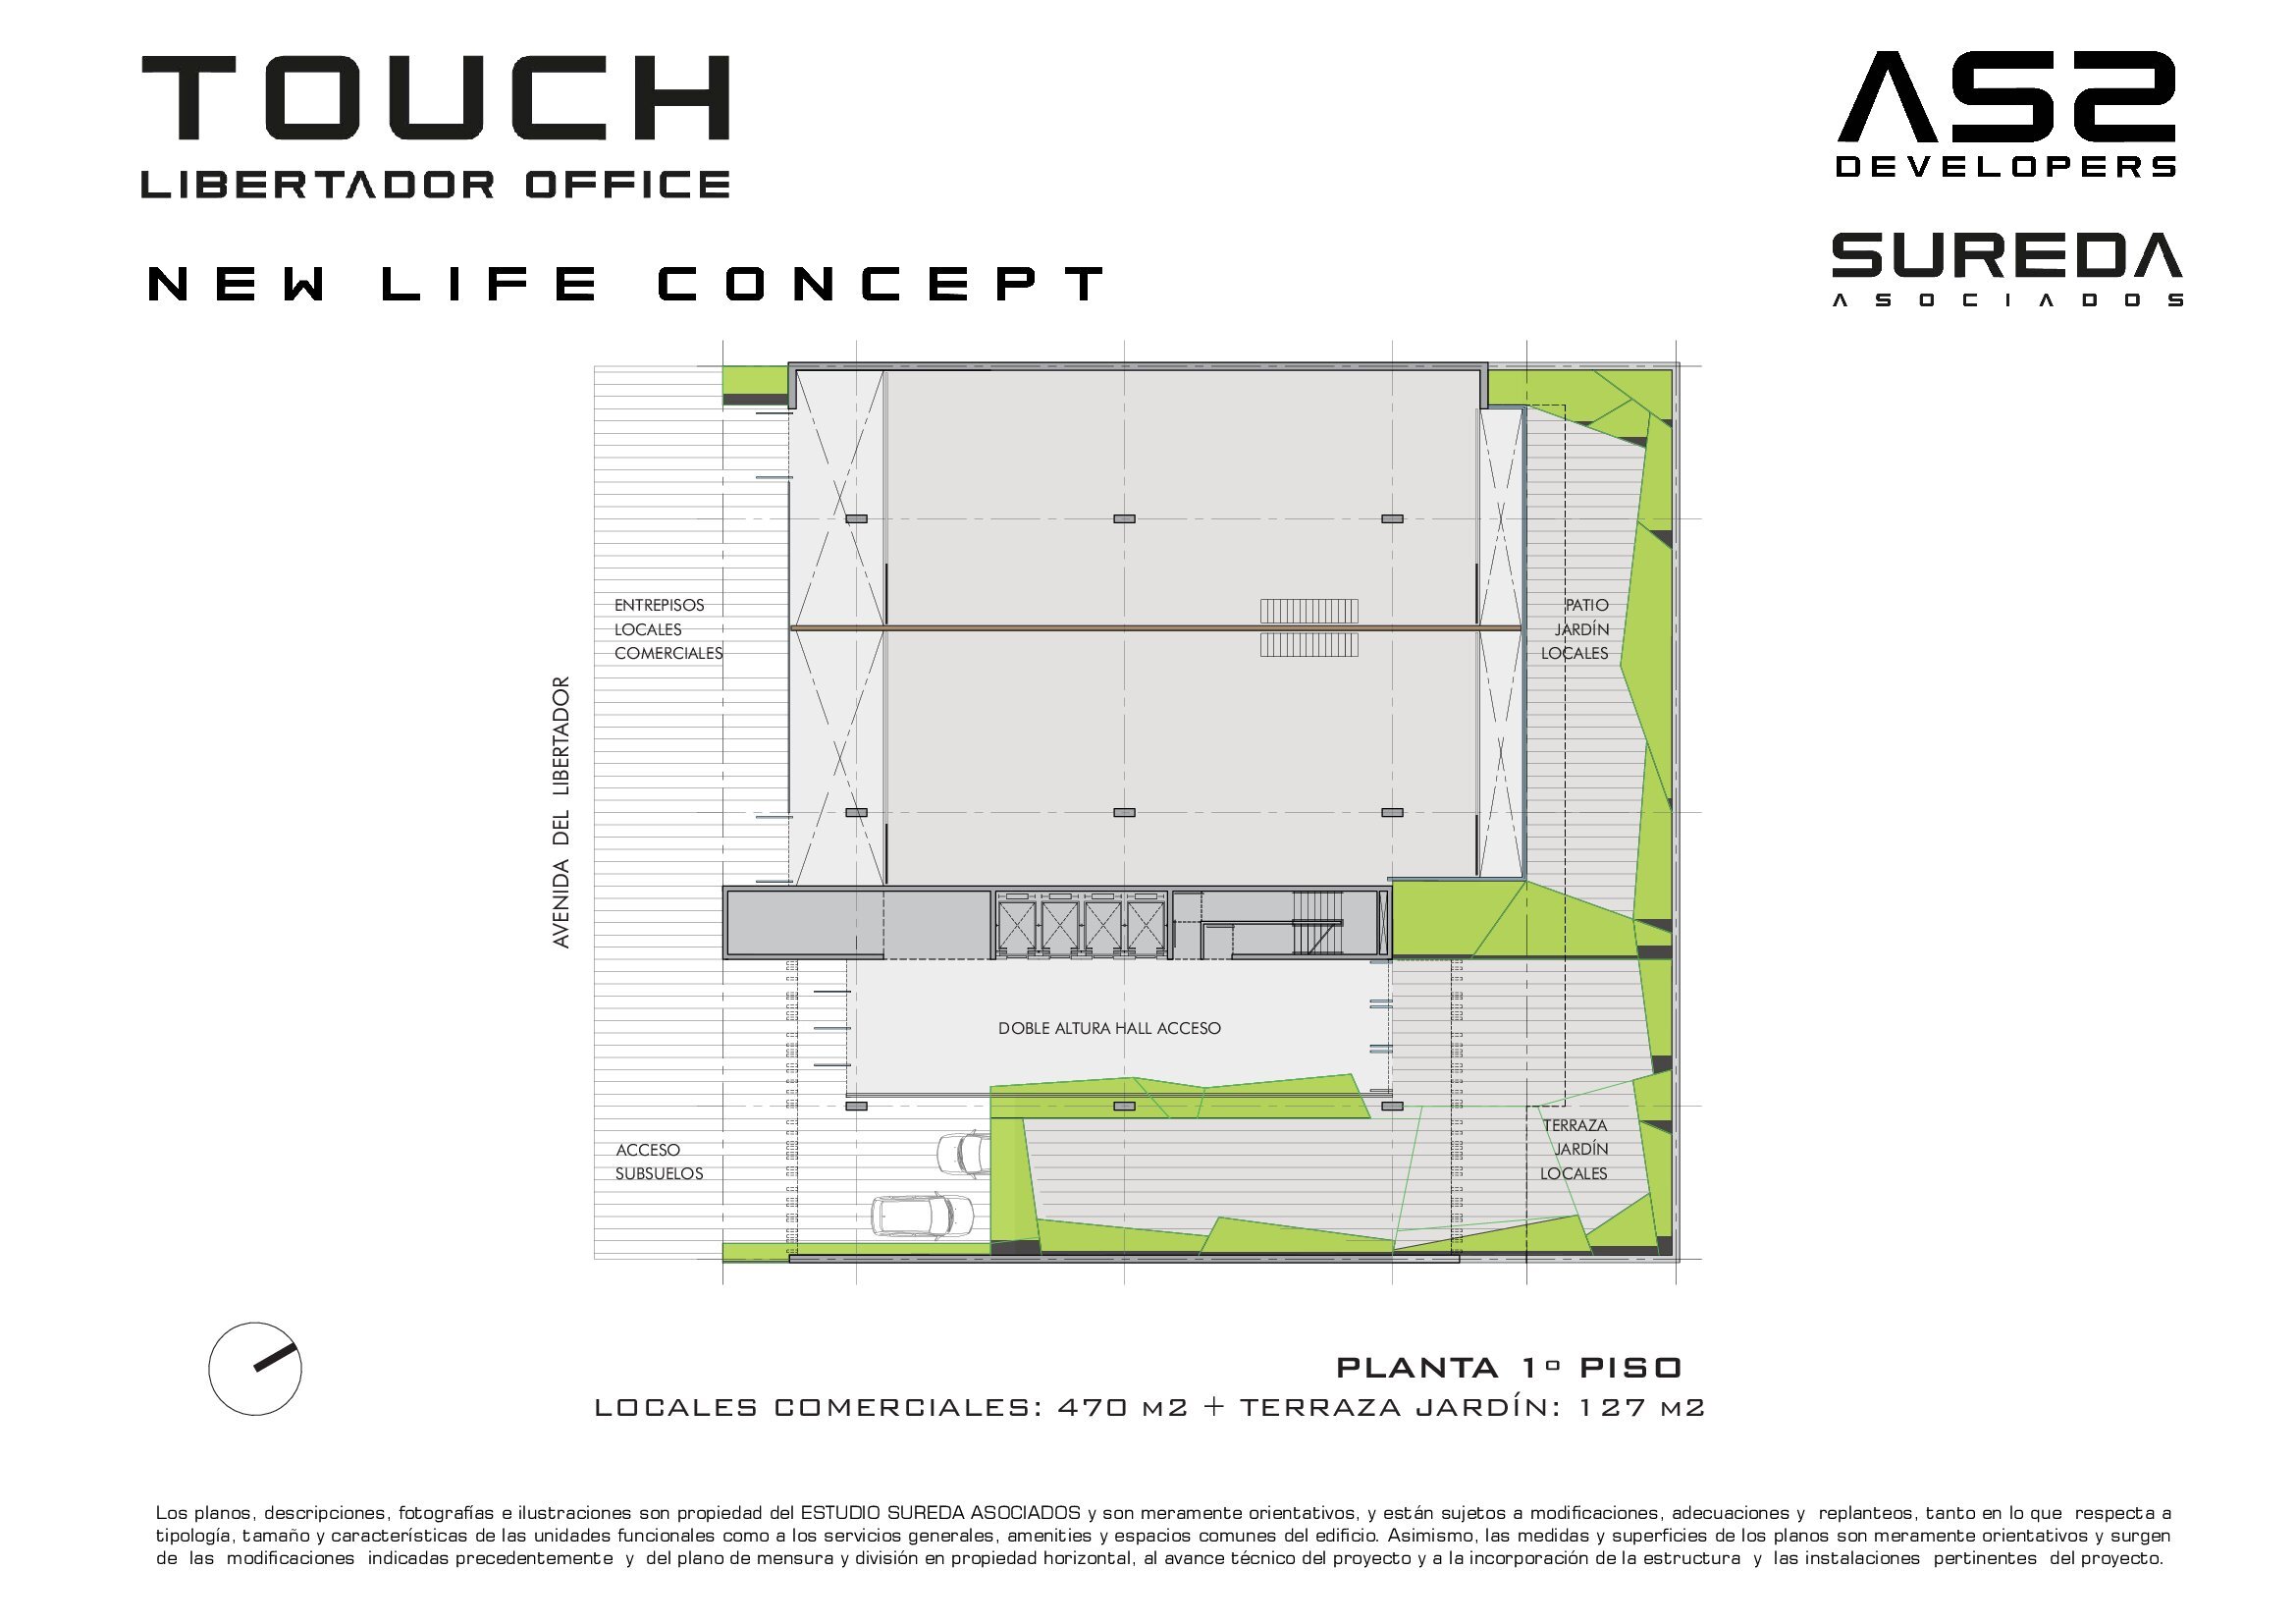 TOUCH
LIBERTADOR OFFICE
NEW LIFE CONCEPT
AS2
DEVELOPERS
SUREDA
ASOCIADOS
ENTREPISOS
LOCALES
COMERCIALES
PATIO
JARDÍN
LOCALES
AVENIDA DEL LIBERTADOR
DOBLE ALTURA HALL ACCESO
ACCESO
SUBSUELOS
TERRAZA
JARDÍN
LOCALES
PLANTA 1º PISO
LOCALES COMERCIALES: 470 M2 + TERRAZA JARDÍN: 127 M2
Los planos, descripciones, fotografías e ilustraciones son propiedad del ESTUDIO SUREDA ASOCIADOS y son meramente orientativos, y están sujetos a modificaciones, adecuaciones y replanteos, tanto en lo que respecta a
tipología, tamaño y características de las unidades funcionales como a los servicios generales, amenities y espacios comunes del edificio. Asimismo, las medidas y superficies de los planos son meramente orientativos y surgen
de las modificaciones indicadas precedentemente y del plano de mensura y división en propiedad horizontal, al avance técnico del proyecto y a la incorporación de la estructura y las instalaciones pertinentes del proyecto.